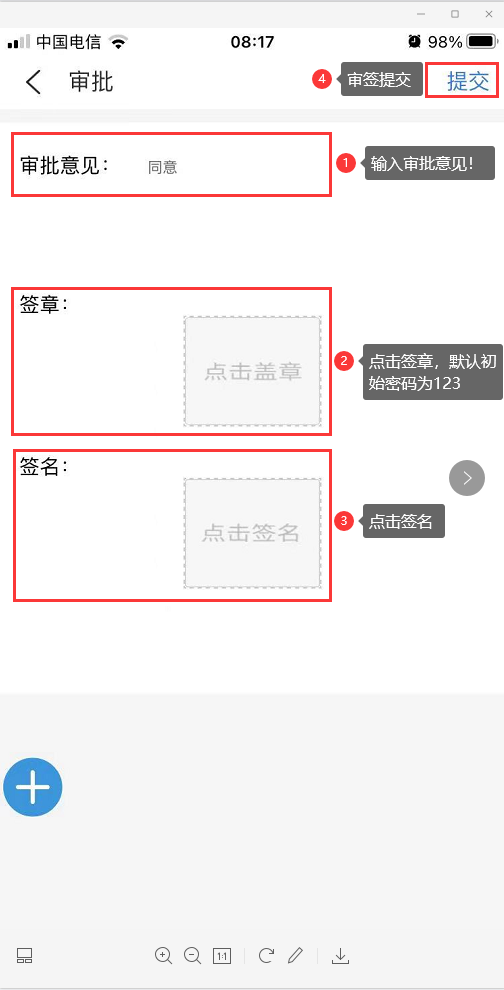 中国电信 08:17 98%
审批 4 审签提交 提交
审批意见： 同意 1 输入审批意见！
签章：
点击盖章 2 点击签章，默认初
始密码为123
签名：
点击签名 3 点击签名
1:1